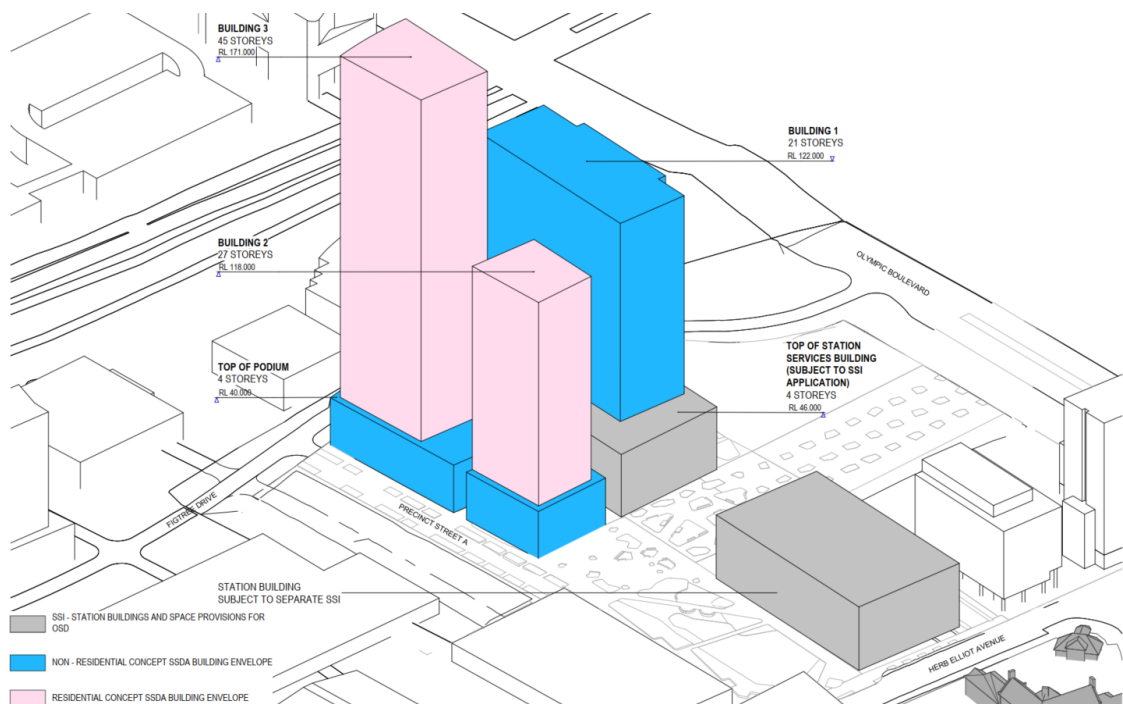 BUILDING 3
45 STOREYS
RL 171.000
BUILDING 1
21 STOREYS
RL 122.000
BUILDING 2
27 STOREYS
RL 118.000
OLYMPIC BOULEVARD
TOP OF STATION
SERVICES BUILDING
(SUBJECT TO SSI
APPLICATION)
4 STOREYS
RL 46.000
TOP OF PODIUM
4 STOREYS
RL 40.000
FIGTREE DRIVE
PRECINCT STREET A
STATION BUILDING
SUBJECT TO SEPARATE SSI
HERB ELLIOT AVENUE
SSI - STATION BUILDINGS AND SPACE PROVISIONS FOR
OSD
NON - RESIDENTIAL CONCEPT SSDA BUILDING ENVELOPE
RESIDENTIAL CONCEPT SSDA BUILDING ENVELOPE